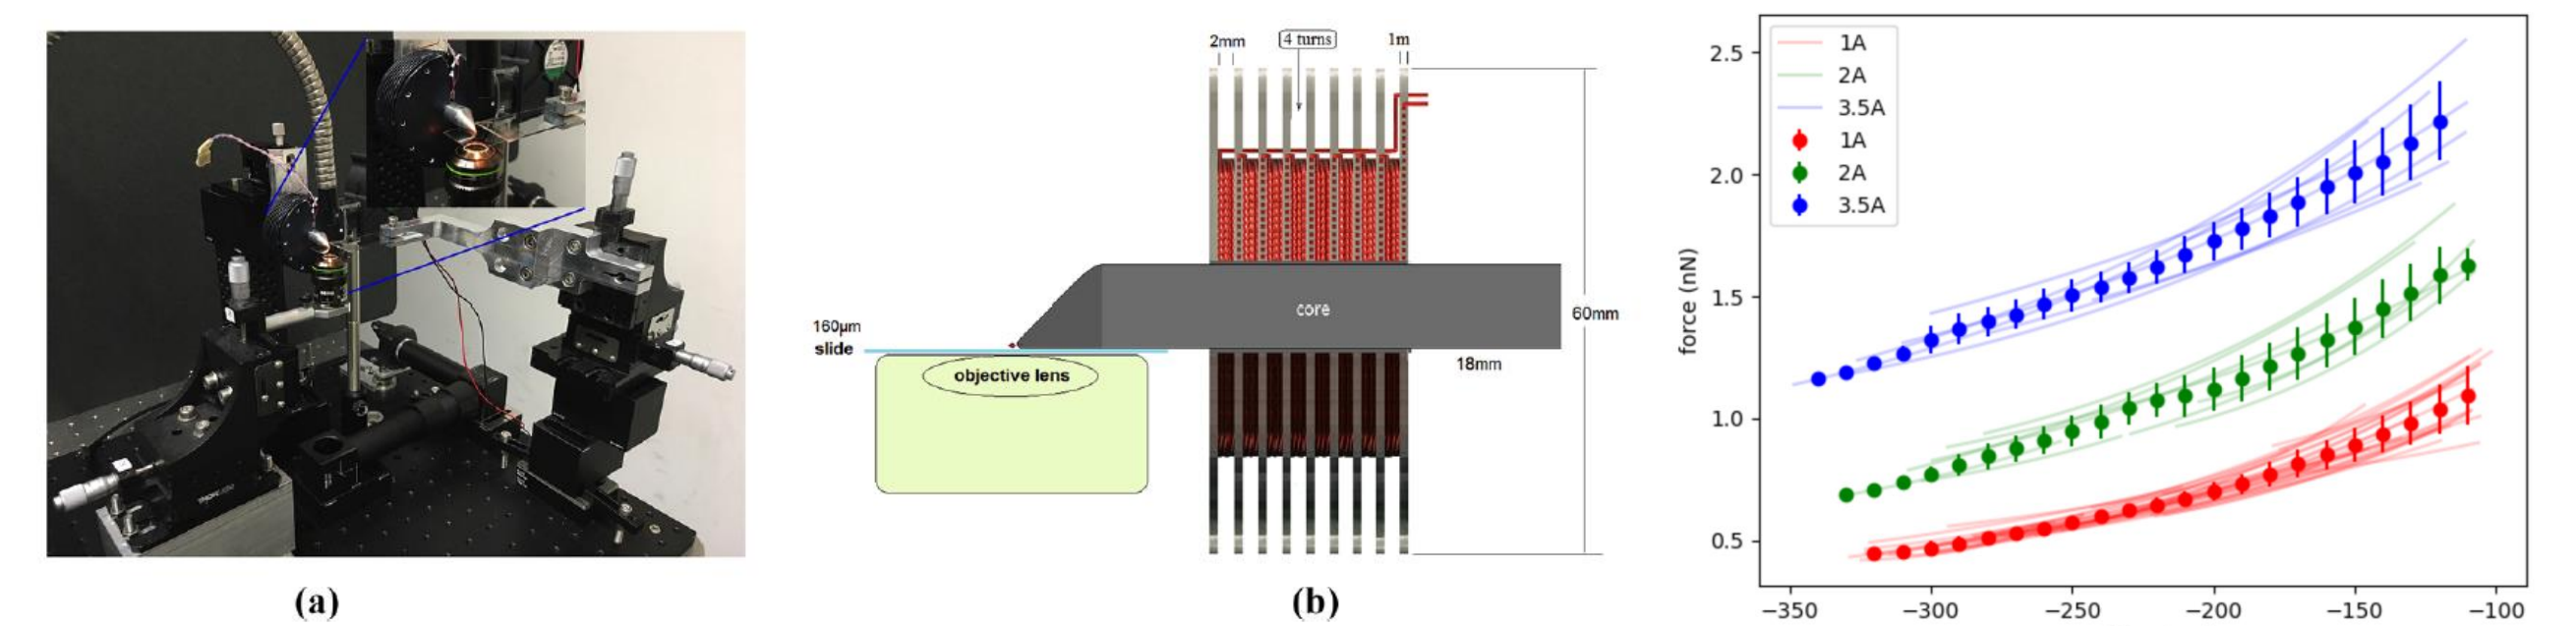 (a)
2mm
4 turns
1m
160μm
slide
objective lens
core
60mm
18mm
(b)
1A
2A
3.5A
1A
2A
3.5A
force (nN)
2.5
2.0
1.5
1.0
0.5
−350
−300
−250
−200
−150
−100